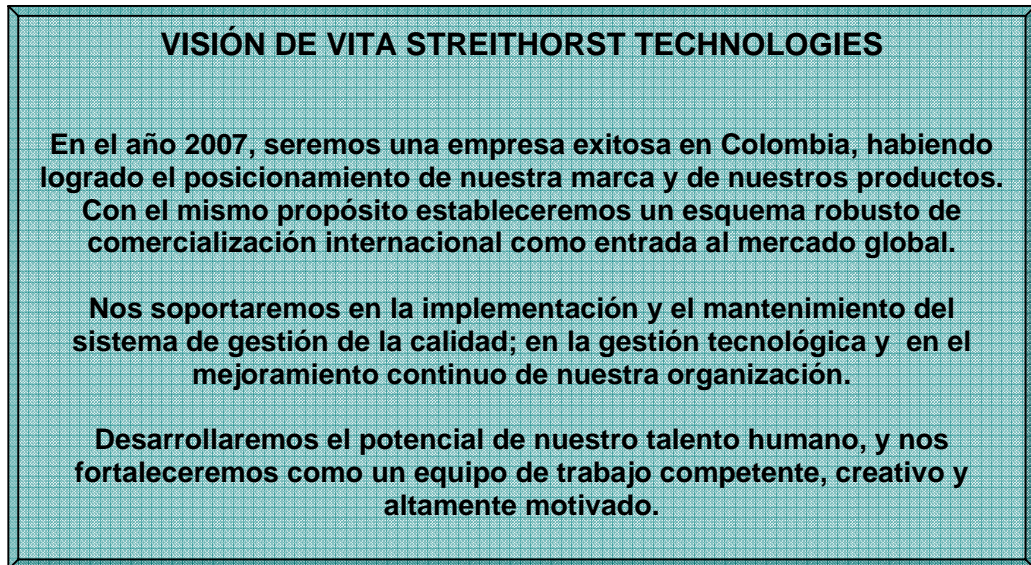 VISIÓN DE VITA STREITHORST TECHNOLOGIES
En el año 2007, seremos una empresa exitosa en Colombia, habiendo
logrado el posicionamiento de nuestra marca y de nuestros productos.
Con el mismo propósito estableceremos un esquema robusto de
comercialización internacional como entrada al mercado global.
Nos soportaremos en la implementación y el mantenimiento del
sistema de gestión de la calidad; en la gestión tecnológica y en el
mejoramiento continuo de nuestra organización.
Desarrollaremos el potencial de nuestro talento humano, y nos
fortaleceremos como un equipo de trabajo competente, creativo y
altamente motivado.